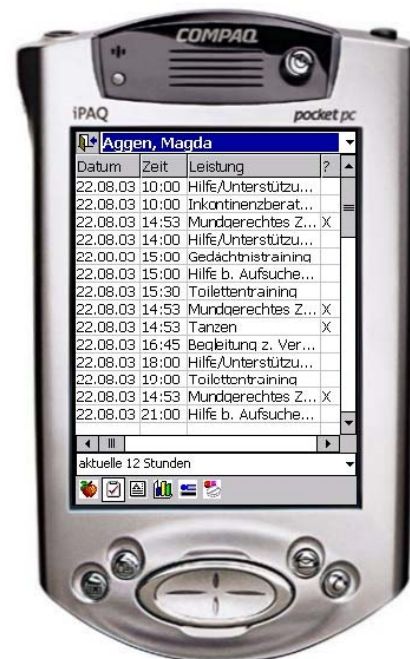 COMPAQ
iPAQ pocket pc
Aggen, Magda
Datum Zeit Leistung ?
22.08.03 10:00 Hilfe/Unterstützu...
22.08.03 10:00 Inkontinenzberat...
22.08.03 14:53 Mundgerechtes Z... X
22.08.03 14:00 Hilfe/Unterstützu...
22.08.03 15:00 Gedächtnistraining
22.08.03 15:00 Hilfe b. Aufsuche...
22.08.03 15:30 Toilettentraining
22.08.03 14:53 Mundgerechtes Z... X
22.08.03 14:53 Tanzen X
22.08.03 16:45 Begleitung z. Ver...
22.08.03 18:00 Hilfe/Unterstützu...
22.08.03 19:00 Toilettentraining
22.08.03 14:53 Mundgerechtes Z... X
22.08.03 21:00 Hilfe b. Aufsuche...
aktuelle 12 Stunden